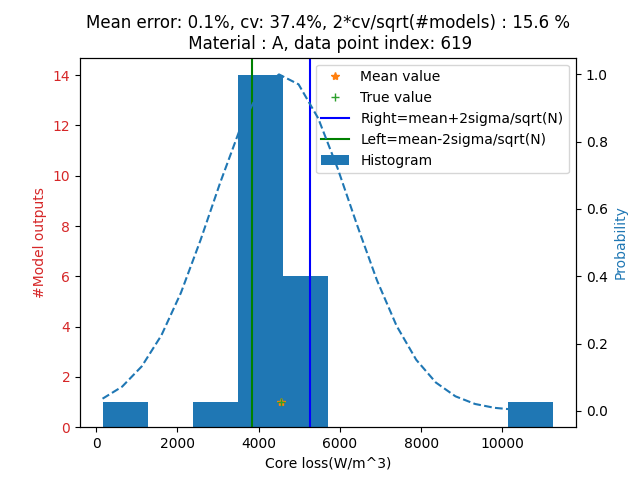 Mean error: 0.1%, cv: 37.4%, 2*cv/sqrt(#models) : 15.6 %
Material : A, data point index: 619
Mean value
True value
Right=mean+2sigma/sqrt(N)
Left=mean-2sigma/sqrt(N)
Histogram
#Model outputs
14
12
10
8
6
4
2
0
Probability
1.0
0.8
0.6
0.4
0.2
0.0
0 2000 4000 6000 8000 10000
Core loss(W/m^3)